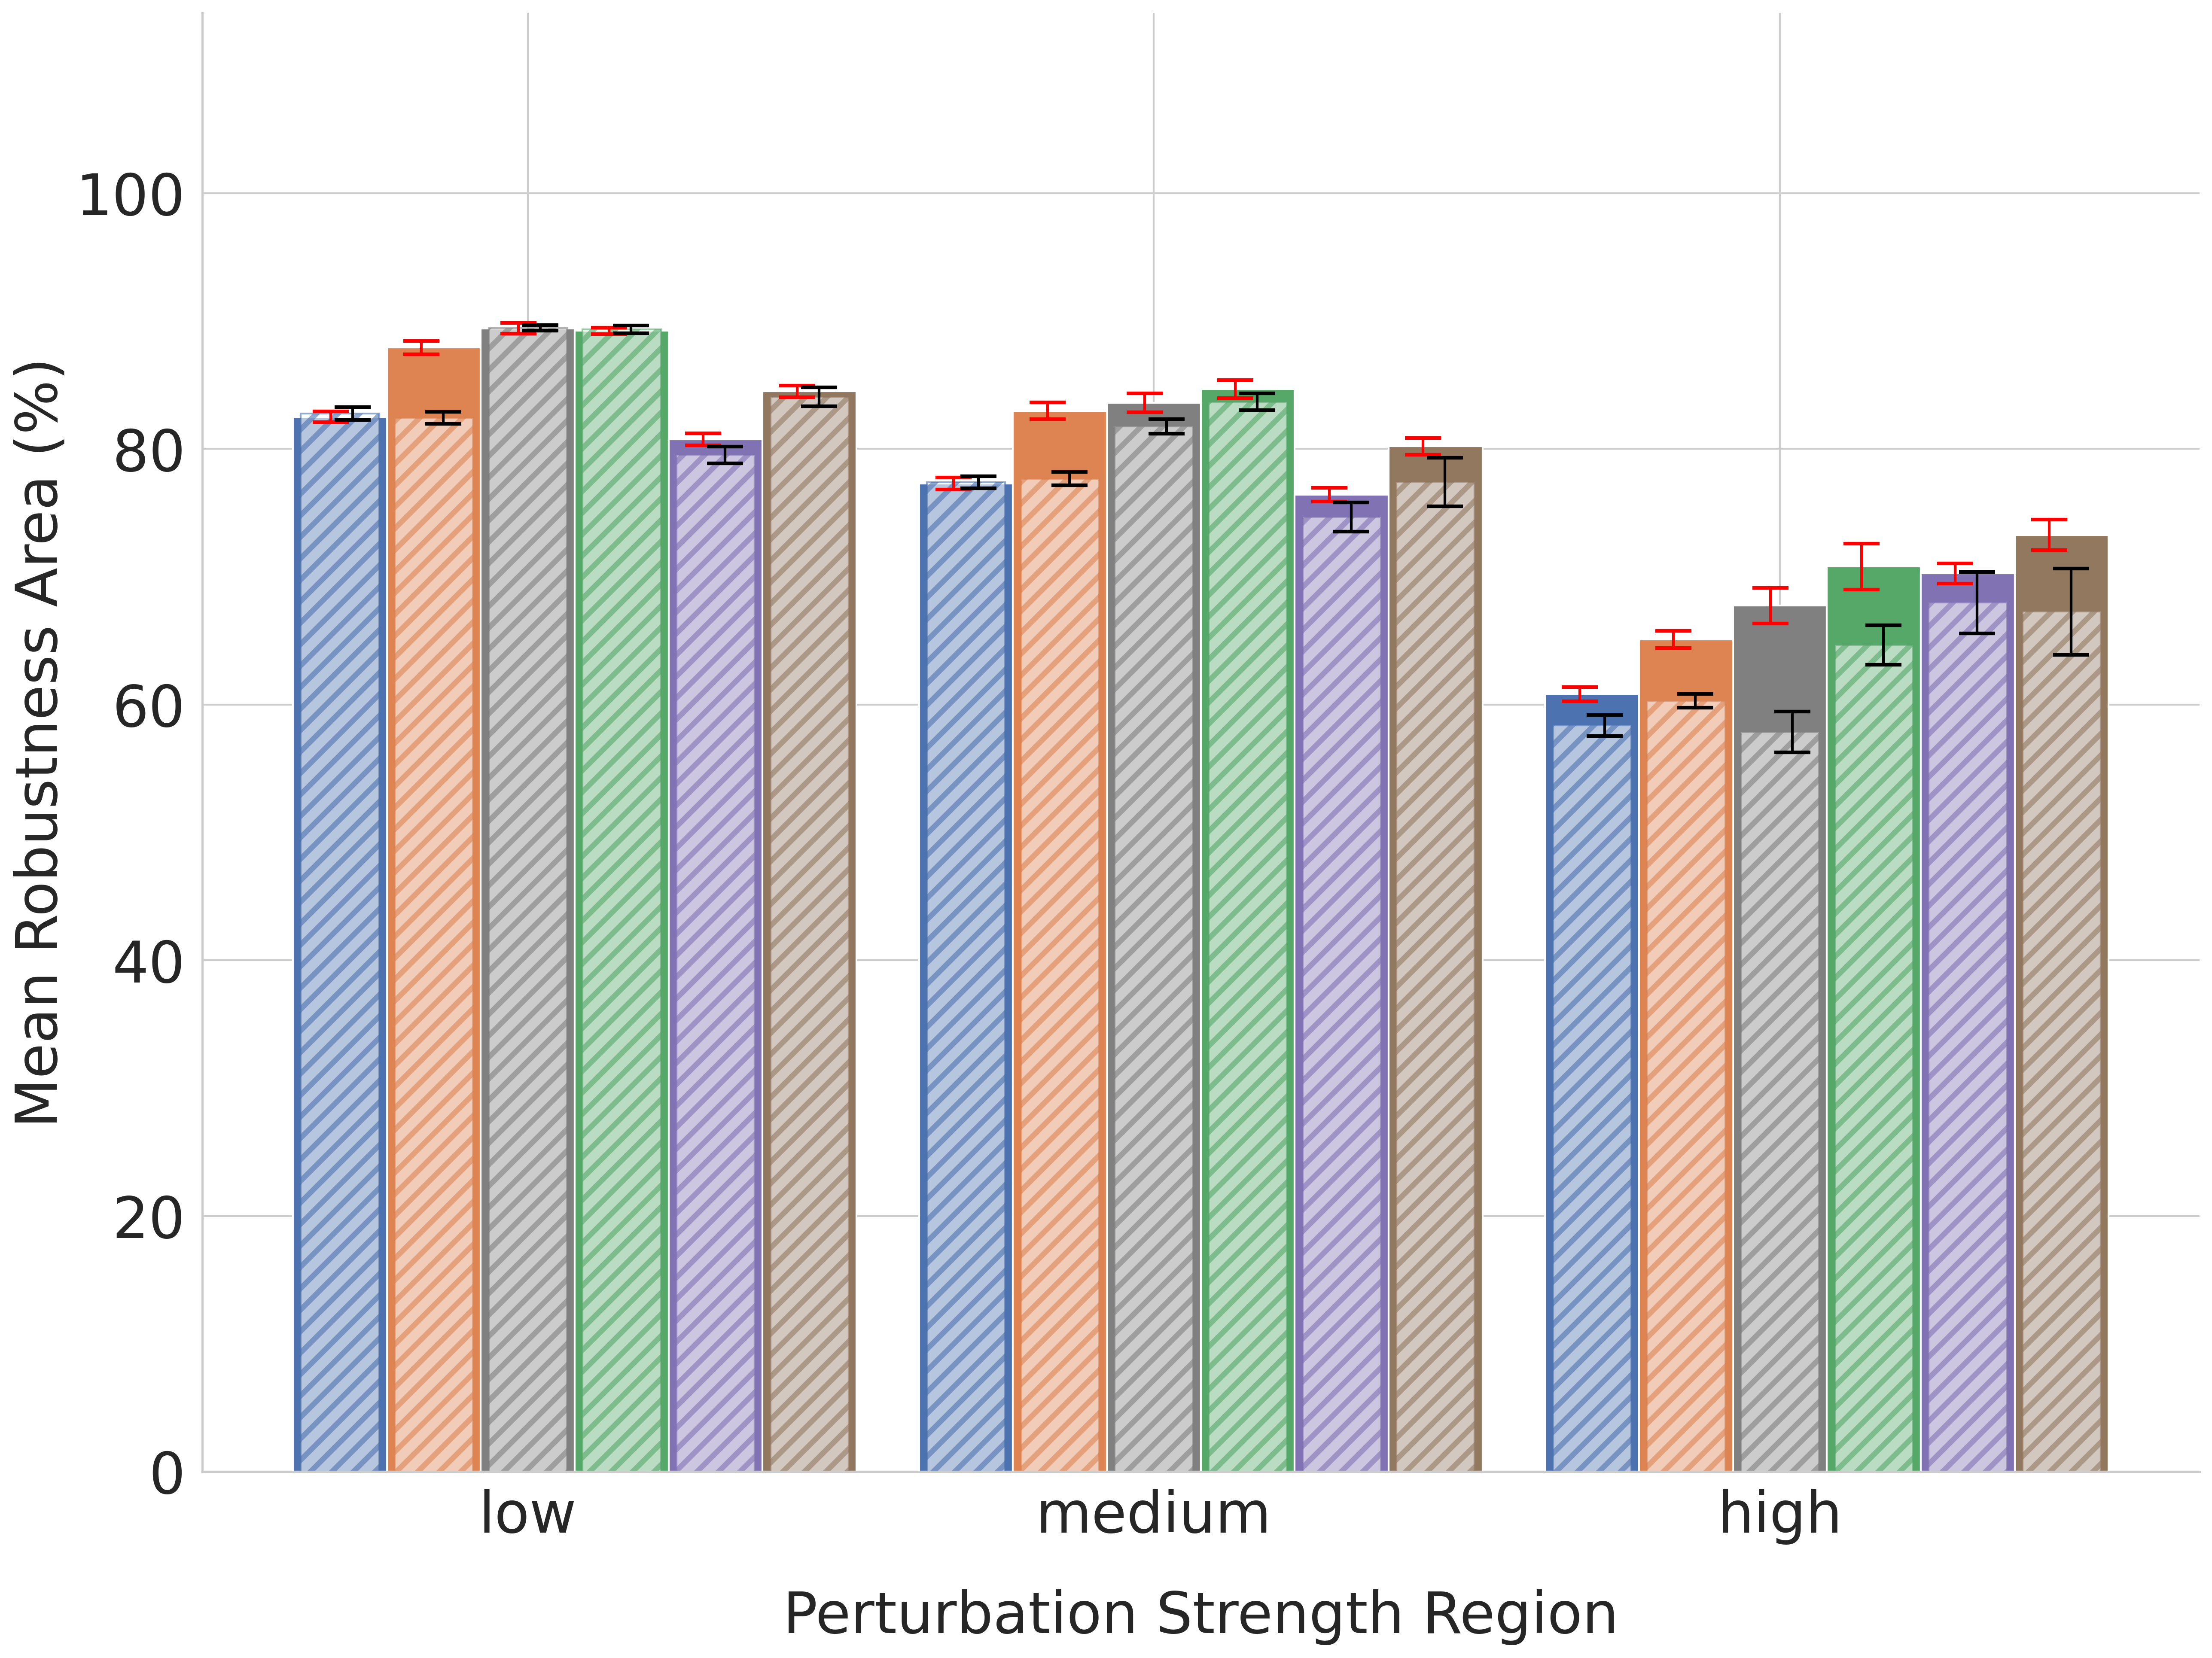 Mean Robustness Area (%)
100
80
60
40
20
0
low medium high
Perturbation Strength Region